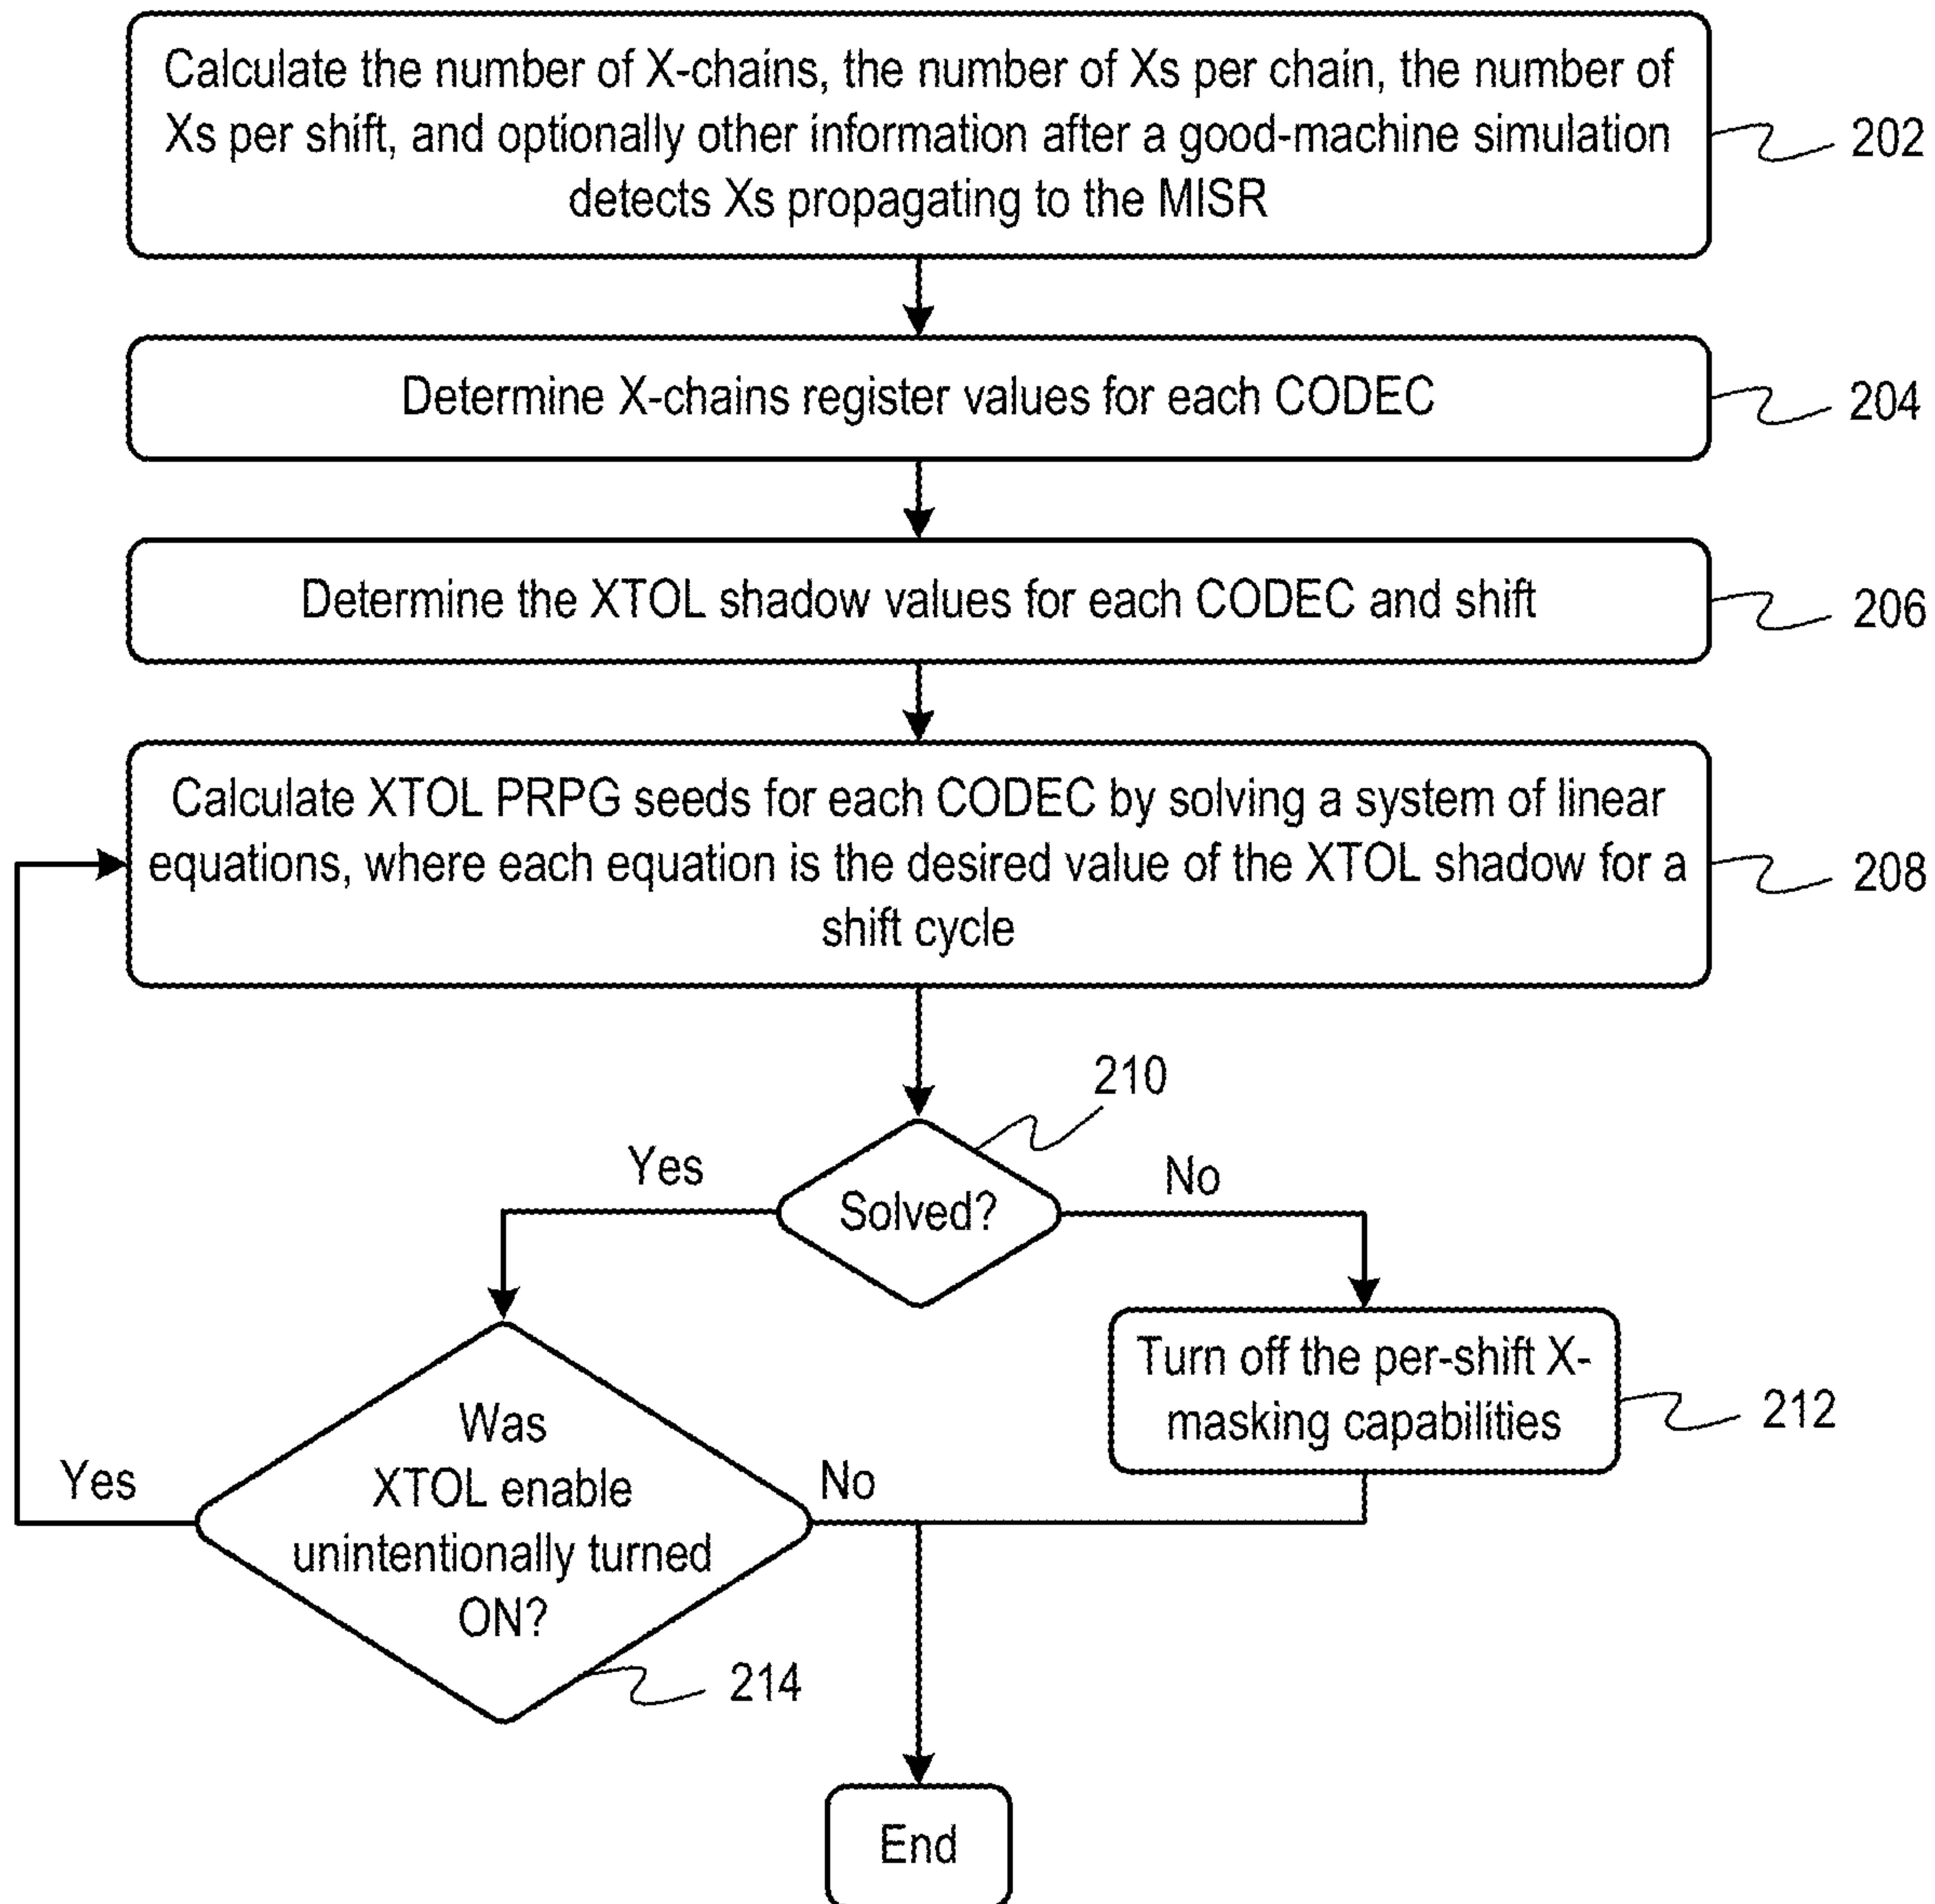 Calculate the number of X-chains, the number of Xs per chain, the number of
Xs per shift, and optionally other information after a good-machine simulation
detects Xs propagating to the MISR
202
Determine X-chains register values for each CODEC
204
Determine the XTOL shadow values for each CODEC and shift
206
Calculate XTOL PRPG seeds for each CODEC by solving a system of linear
equations, where each equation is the desired value of the XTOL shadow for a
shift cycle
208
210
Yes
Solved?
No
Turn off the per-shift X-
masking capabilities
212
Was
XTOL enable
unintentionally turned
ON?
Yes
No
214
End